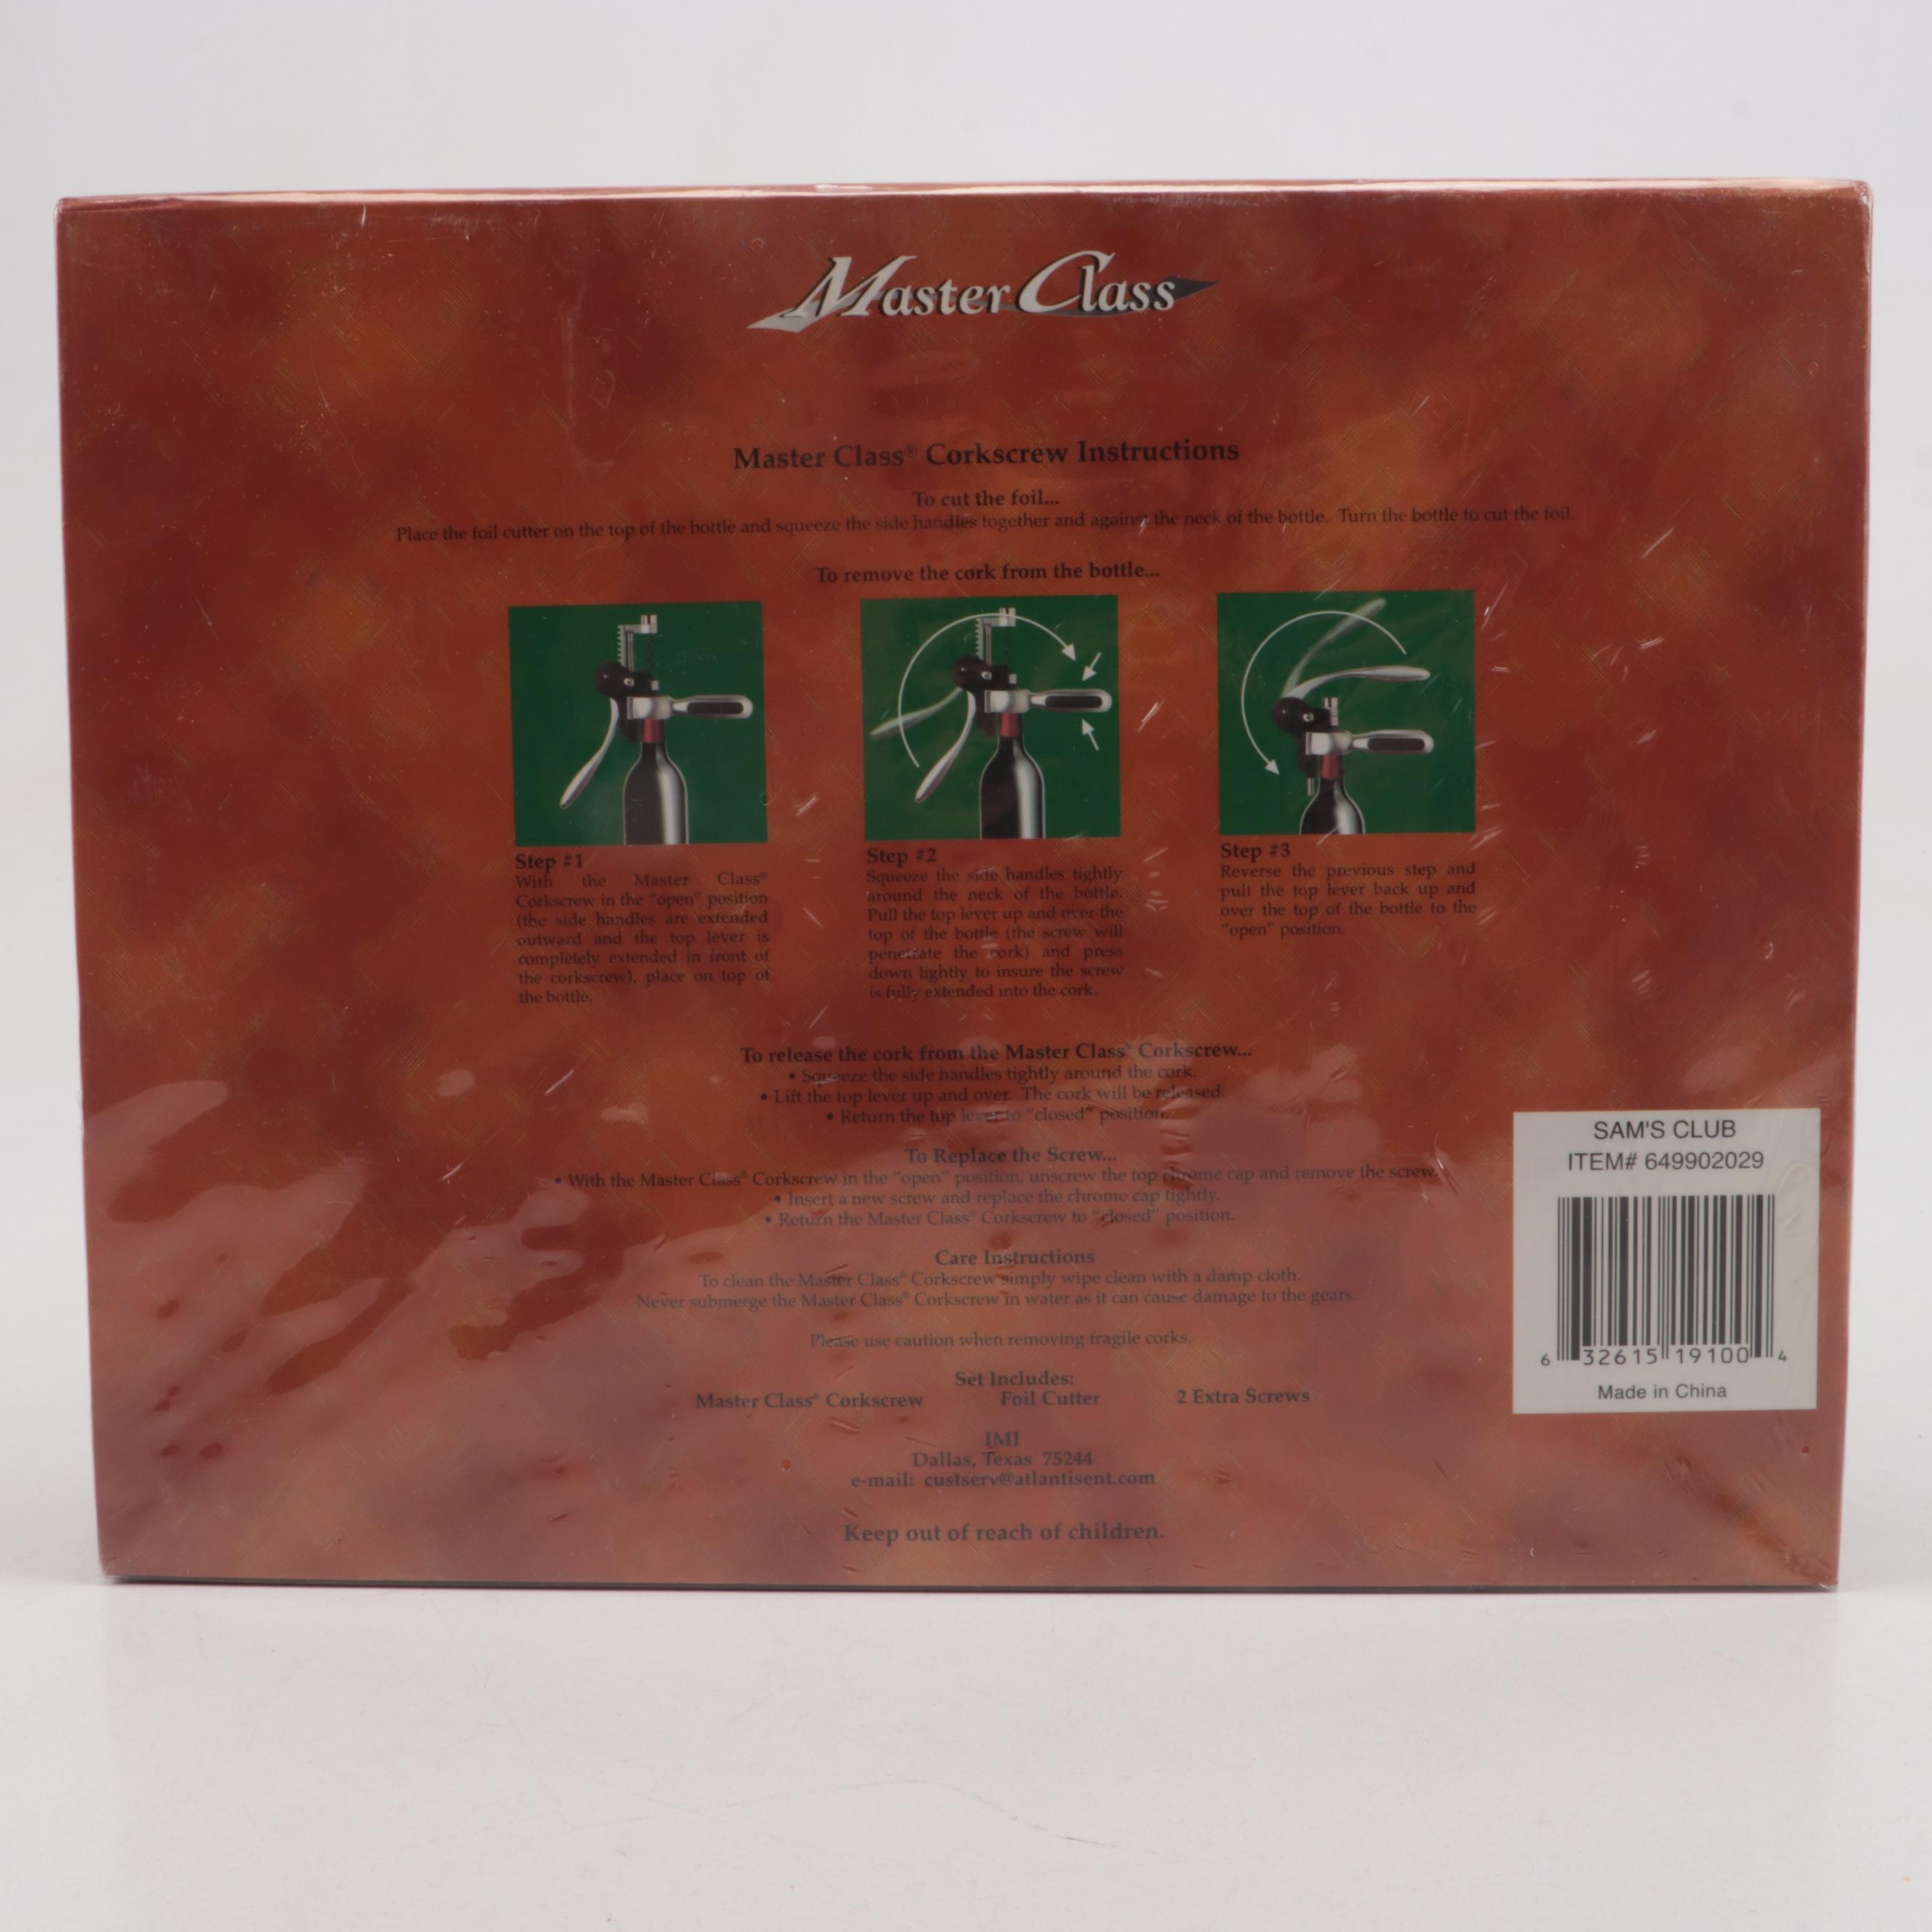 Master Class
Master Class® Corkscrew Instructions
To cut the foil...
Place the foil cutter on the top of the bottle and squeeze the side handles together and against the neck of the bottle. Turn the bottle to cut the foil.
To remove the cork from the bottle...
Step #1
With the Master Class®
Corkscrew in the "open" position
(the side handles are extended
outward and the top lever is
completely extended in front of
the corkscrew), place on top of
the bottle.
Step #2
Squeeze the side handles tightly
around the neck of the bottle.
Pull the top lever up and over the
top of the bottle (the screw will
penetrate the cork) and press
down lightly to insure the screw
is fully extended into the cork.
Step #3
Reverse the previous step and
pull the top lever back up and
over the top of the bottle to the
"open" position.
To release the cork from the Master Class® Corkscrew...
• Squeeze the side handles tightly around the cork.
• Lift the top lever up and over. The cork will be released.
• Return the top lever to "closed" position.
To Replace the Screw...
• With the Master Class® Corkscrew in the "open" position, unscrew the top chrome cap and remove the screw.
• Insert a new screw and replace the chrome cap tightly.
• Return the Master Class® Corkscrew to "closed" position.
Care Instructions
To clean the Master Class® Corkscrew simply wipe clean with a damp cloth.
Never submerge the Master Class® Corkscrew in water as it can cause damage to the gears.
Please use caution when removing fragile corks.
Set Includes:
Master Class® Corkscrew Foil Cutter 2 Extra Screws
IMI
Dallas, Texas 75244
e-mail: custserv@atlantisent.com
Keep out of reach of children.
SAM'S CLUB
ITEM# 649902029
6 32615 19100 4
Made in China